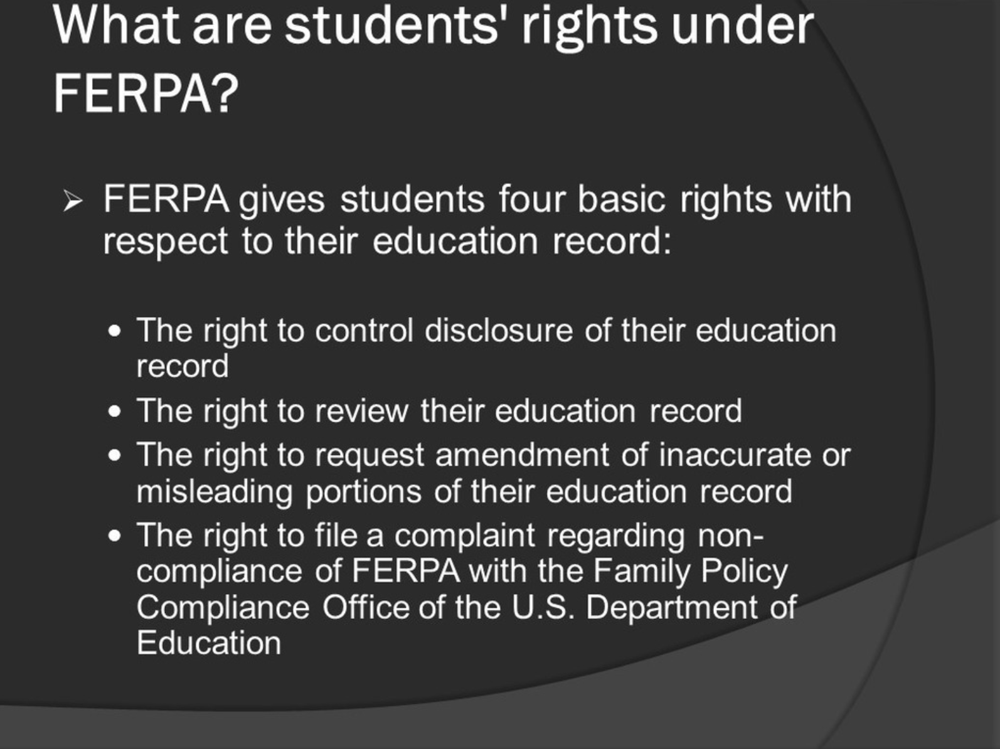 What are students' rights under
FERPA?
➢ FERPA gives students four basic rights with
respect to their education record:
• The right to control disclosure of their education
record
• The right to review their education record
• The right to request amendment of inaccurate or
misleading portions of their education record
• The right to file a complaint regarding non-
compliance of FERPA with the Family Policy
Compliance Office of the U.S. Department of
Education